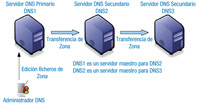 Servidor DNS Primario
DNS1
Servidor DNS Secundario
DNS2
Servidor DNS Secundario
DNS3
Transferencia de
Zona
Transferencia de
Zona
Edición ficheros de
Zona
DNS1 es un servidor maestro para DNS2
DNS2 es un servidor maestro para DNS3
Administrador DNS